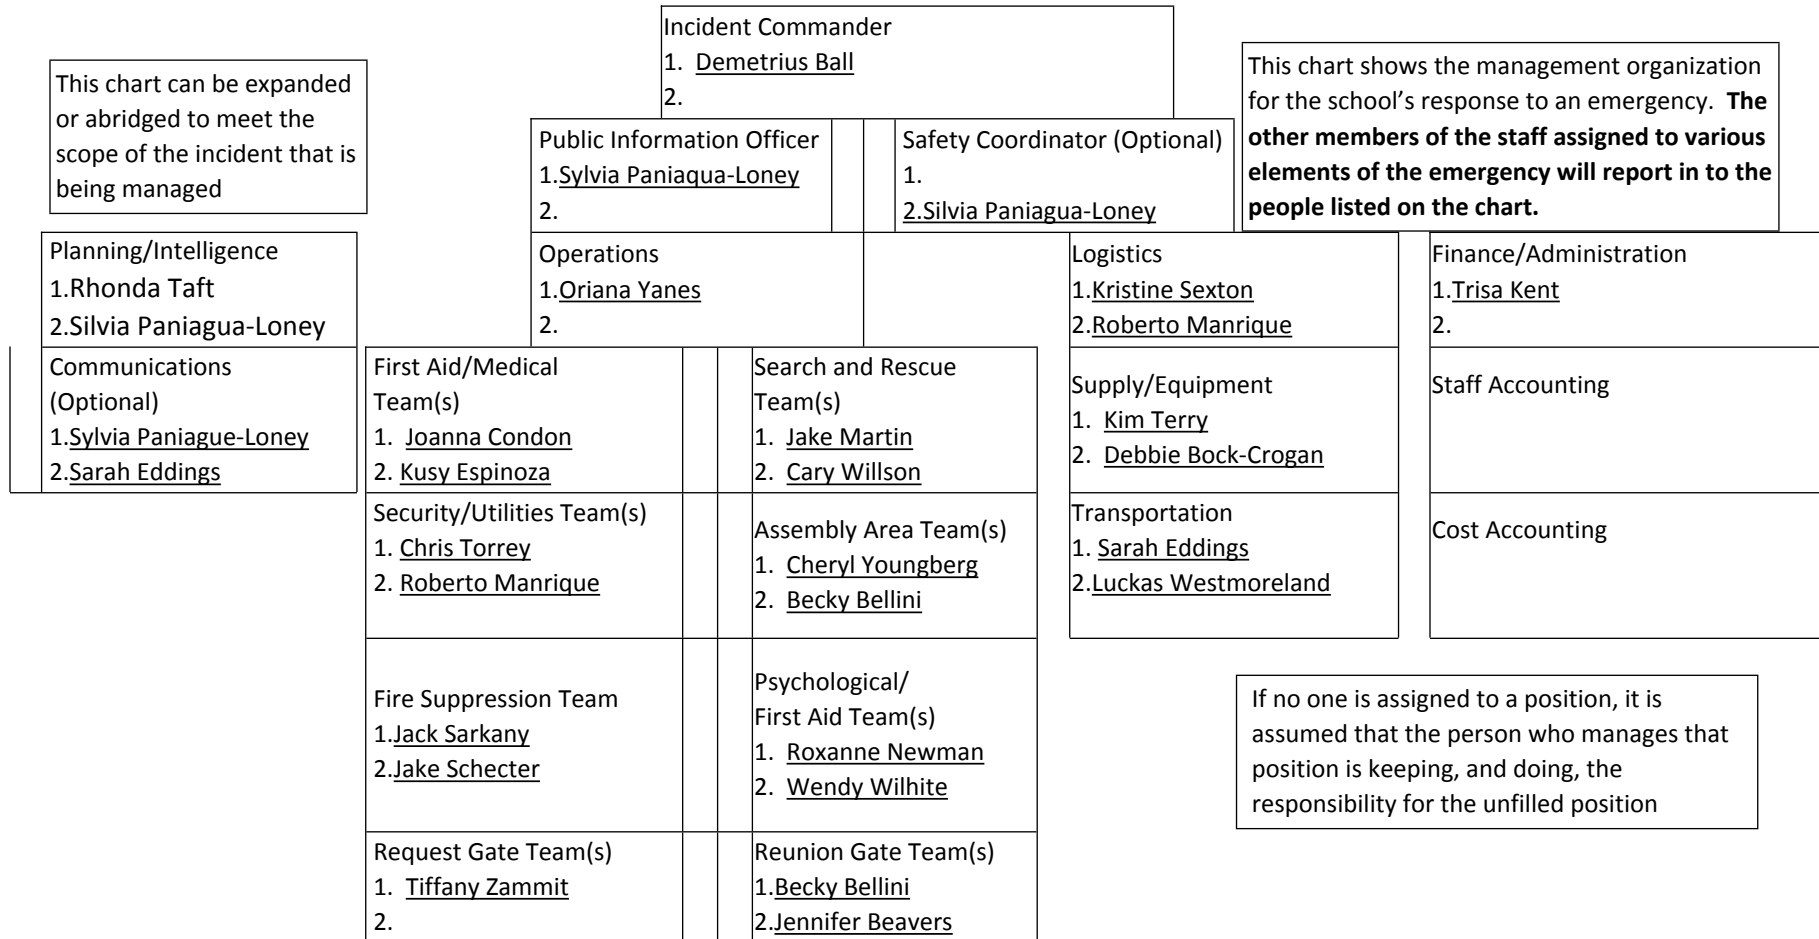 Incident Commander
1. Demetrius Ball
2.
This chart can be expanded
or abridged to meet the
scope of the incident that is
being managed
This chart shows the management organization
for the school’s response to an emergency. The
other members of the staff assigned to various
elements of the emergency will report in to the
people listed on the chart.
Public Information Officer
1.Sylvia Paniaqua-Loney
2.
Safety Coordinator (Optional)
1.
2.Silvia Paniagua-Loney
Planning/Intelligence
1.Rhonda Taft
2.Silvia Paniagua-Loney
Operations
1.Oriana Yanes
2.
Logistics
1.Kristine Sexton
2.Roberto Manrique
Finance/Administration
1.Trisa Kent
2.
Communications
(Optional)
1.Sylvia Paniague-Loney
2.Sarah Eddings
First Aid/Medical
Team(s)
1. Joanna Condon
2. Kusy Espinoza
Search and Rescue
Team(s)
1. Jake Martin
2. Cary Willson
Supply/Equipment
1. Kim Terry
2. Debbie Bock-Crogan
Staff Accounting
Security/Utilities Team(s)
1. Chris Torrey
2. Roberto Manrique
Assembly Area Team(s)
1. Cheryl Youngberg
2. Becky Bellini
Transportation
1. Sarah Eddings
2.Luckas Westmoreland
Cost Accounting
Fire Suppression Team
1.Jack Sarkany
2.Jake Schecter
Psychological/
First Aid Team(s)
1. Roxanne Newman
2. Wendy Wilhite
If no one is assigned to a position, it is
assumed that the person who manages that
position is keeping, and doing, the
responsibility for the unfilled position
Request Gate Team(s)
1. Tiffany Zammit
2.
Reunion Gate Team(s)
1.Becky Bellini
2.Jennifer Beavers